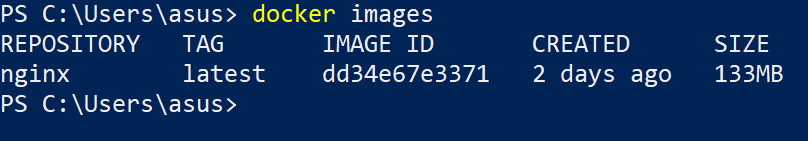 PS C:\Users\asus> docker images
REPOSITORY   TAG       IMAGE ID       CREATED      SIZE
nginx        latest    dd34e67e3371   2 days ago   133MB
PS C:\Users\asus>